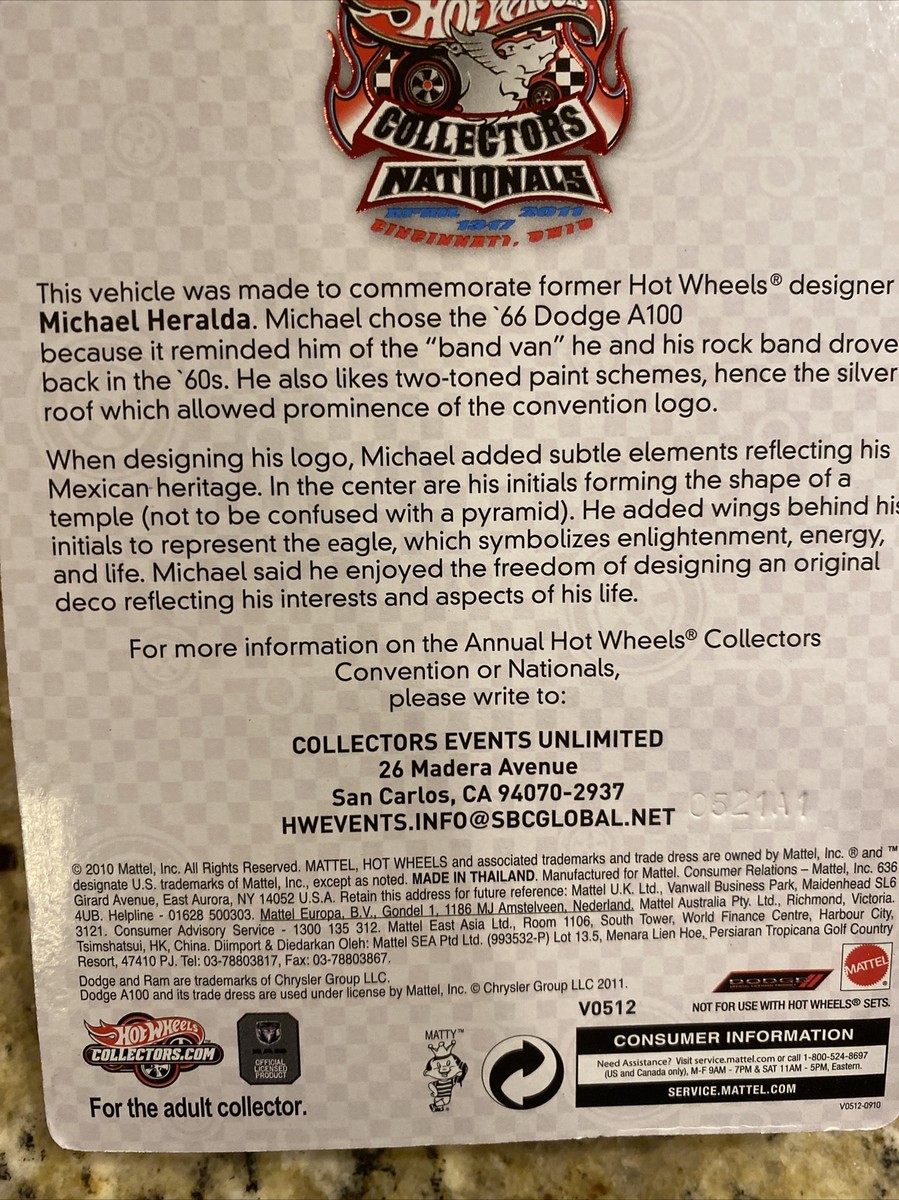 HOT WHEELS
COLLECTORS
NATIONALS
APRIL 2011
13-17
CINCINNATI, OHIO
This vehicle was made to commemorate former Hot Wheels® designer
Michael Heralda. Michael chose the `66 Dodge A100
because it reminded him of the “band van” he and his rock band drove
back in the `60s. He also likes two-toned paint schemes, hence the silver
roof which allowed prominence of the convention logo.
When designing his logo, Michael added subtle elements reflecting his
Mexican heritage. In the center are his initials forming the shape of a
temple (not to be confused with a pyramid). He added wings behind his
initials to represent the eagle, which symbolizes enlightenment, energy,
and life. Michael said he enjoyed the freedom of designing an original
deco reflecting his interests and aspects of his life.
For more information on the Annual Hot Wheels® Collectors
Convention or Nationals,
please write to:
COLLECTORS EVENTS UNLIMITED
26 Madera Avenue
San Carlos, CA 94070-2937
HWEVENTS.INFO@SBCGLOBAL.NET
C521A1
© 2010 Mattel, Inc. All Rights Reserved. MATTEL, HOT WHEELS and associated trademarks and trade dress are owned by Mattel, Inc. ® and ™
designate U.S. trademarks of Mattel, Inc., except as noted. MADE IN THAILAND. Manufactured for Mattel. Consumer Relations – Mattel, Inc. 636
Girard Avenue, East Aurora, NY 14052 U.S.A. Retain this address for future reference: Mattel U.K. Ltd., Vanwall Business Park, Maidenhead SL6
4UB. Helpline - 01628 500303. Mattel Europa, B.V., Gondel 1, 1186 MJ Amstelveen, Nederland. Mattel Australia Pty. Ltd., Richmond, Victoria.
3121. Consumer Advisory Service - 1300 135 312. Mattel East Asia Ltd., Room 1106, South Tower, World Finance Centre, Harbour City,
Tsimshatsui, HK, China. Diimport & Diedarkan Oleh: Mattel SEA Ptd Ltd. (993532-P) Lot 13.5, Menara Lien Hoe, Persiaran Tropicana Golf Country
Resort, 47410 PJ. Tel: 03-78803817, Fax: 03-78803867.
Dodge and Ram are trademarks of Chrysler Group LLC.
Dodge A100 and its trade dress are used under license by Mattel, Inc. © Chrysler Group LLC 2011.
DODGE
MATTEL
V0512
NOT FOR USE WITH HOT WHEELS® SETS.
HOT WHEELS
COLLECTORS.COM
OFFICIAL
LICENSED
PRODUCT
MATTY™
CONSUMER INFORMATION
Need Assistance? Visit service.mattel.com or call 1-800-524-8697
(US and Canada only), M-F 9AM - 7PM & SAT 11AM - 5PM, Eastern.
SERVICE.MATTEL.COM
For the adult collector.
V0512-0910